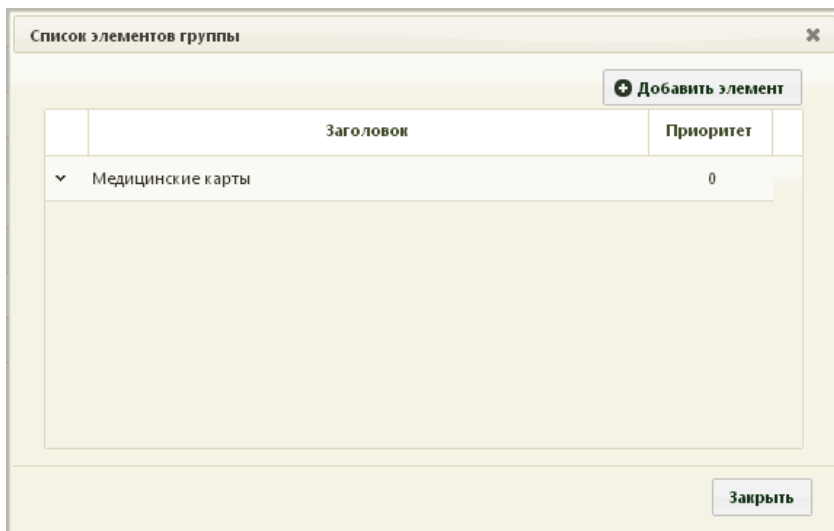 Список элементов группы
Добавить элемент
Заголовок Приоритет
Медицинские карты 0
Закрыть